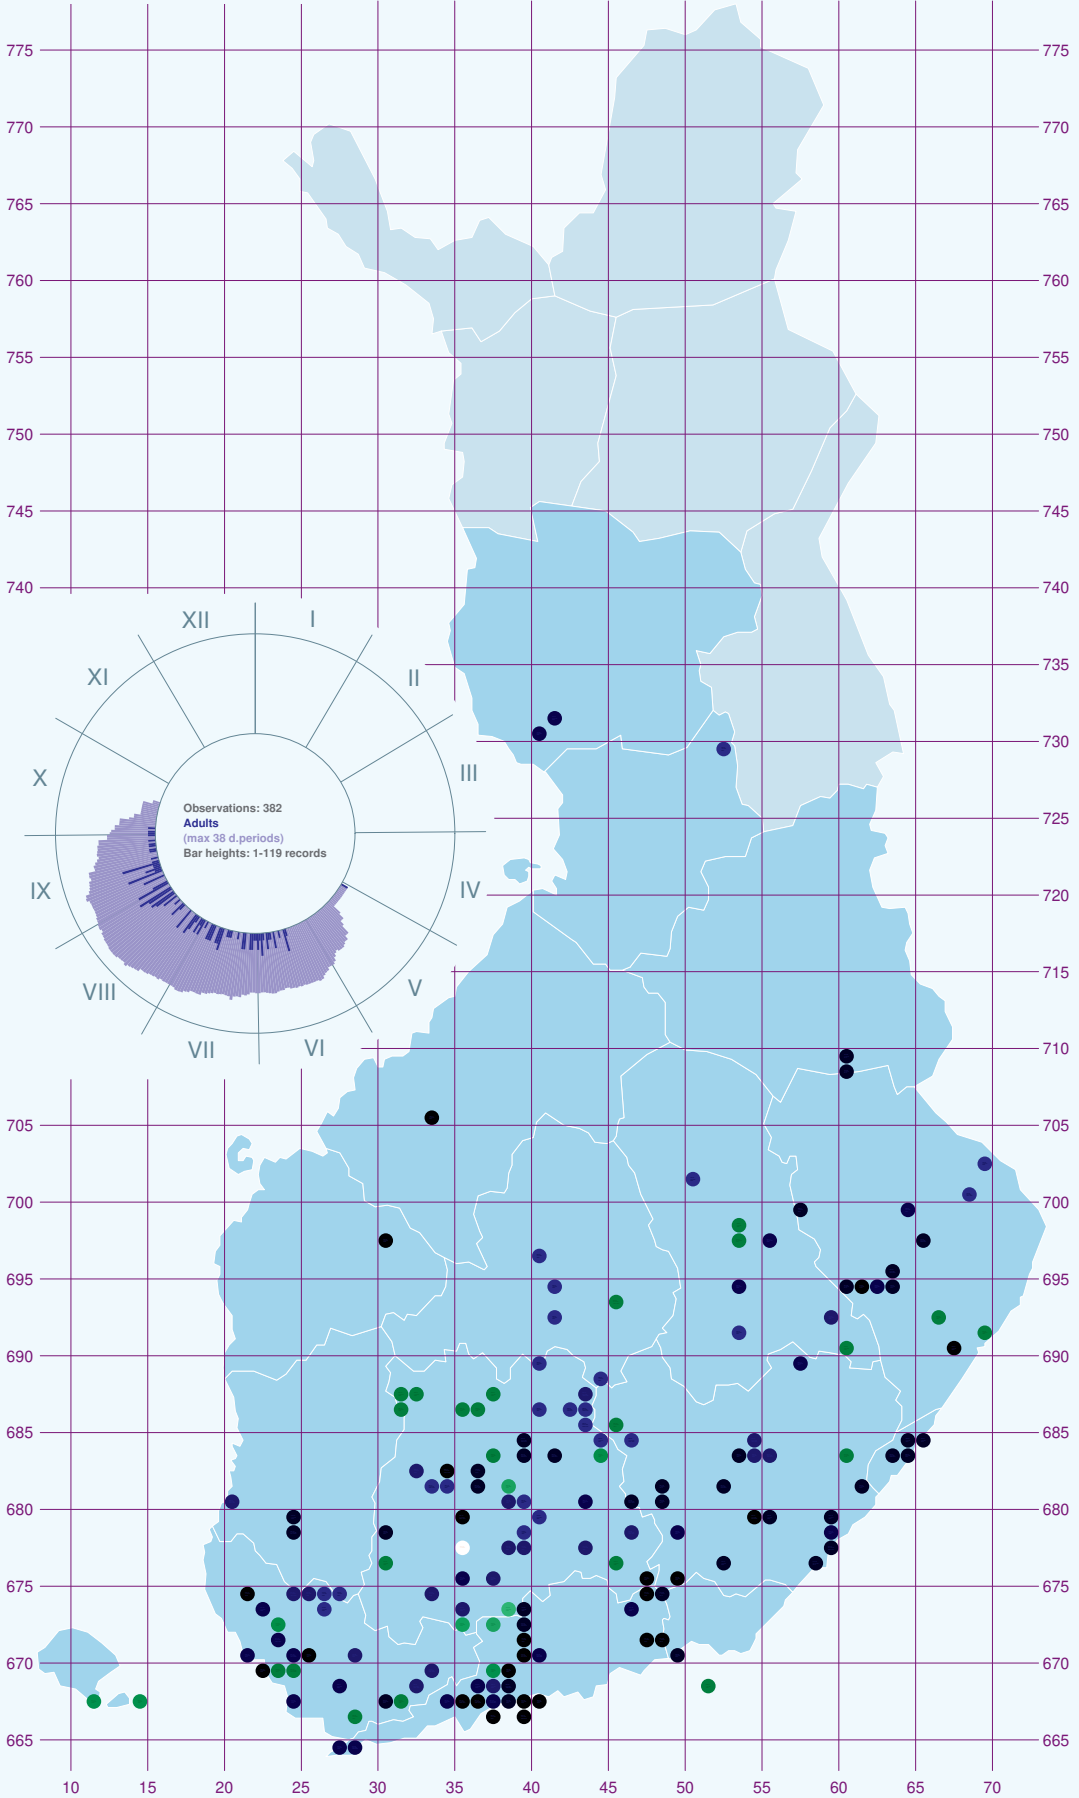 775 775
770 770
765 765
760 760
755 755
750 750
745 745
740 740
XII I
XI II
735
X III
730
Observations: 382
Adults
(max 38 d.periods)
Bar heights: 1-119 records
725
IX IV
720
VIII V
715
VII VI
710
705 705
700 700
695 695
690 690
685 685
680 680
675 675
670 670
665 665
10 15 20 25 30 35 40 45 50 55 60 65 70